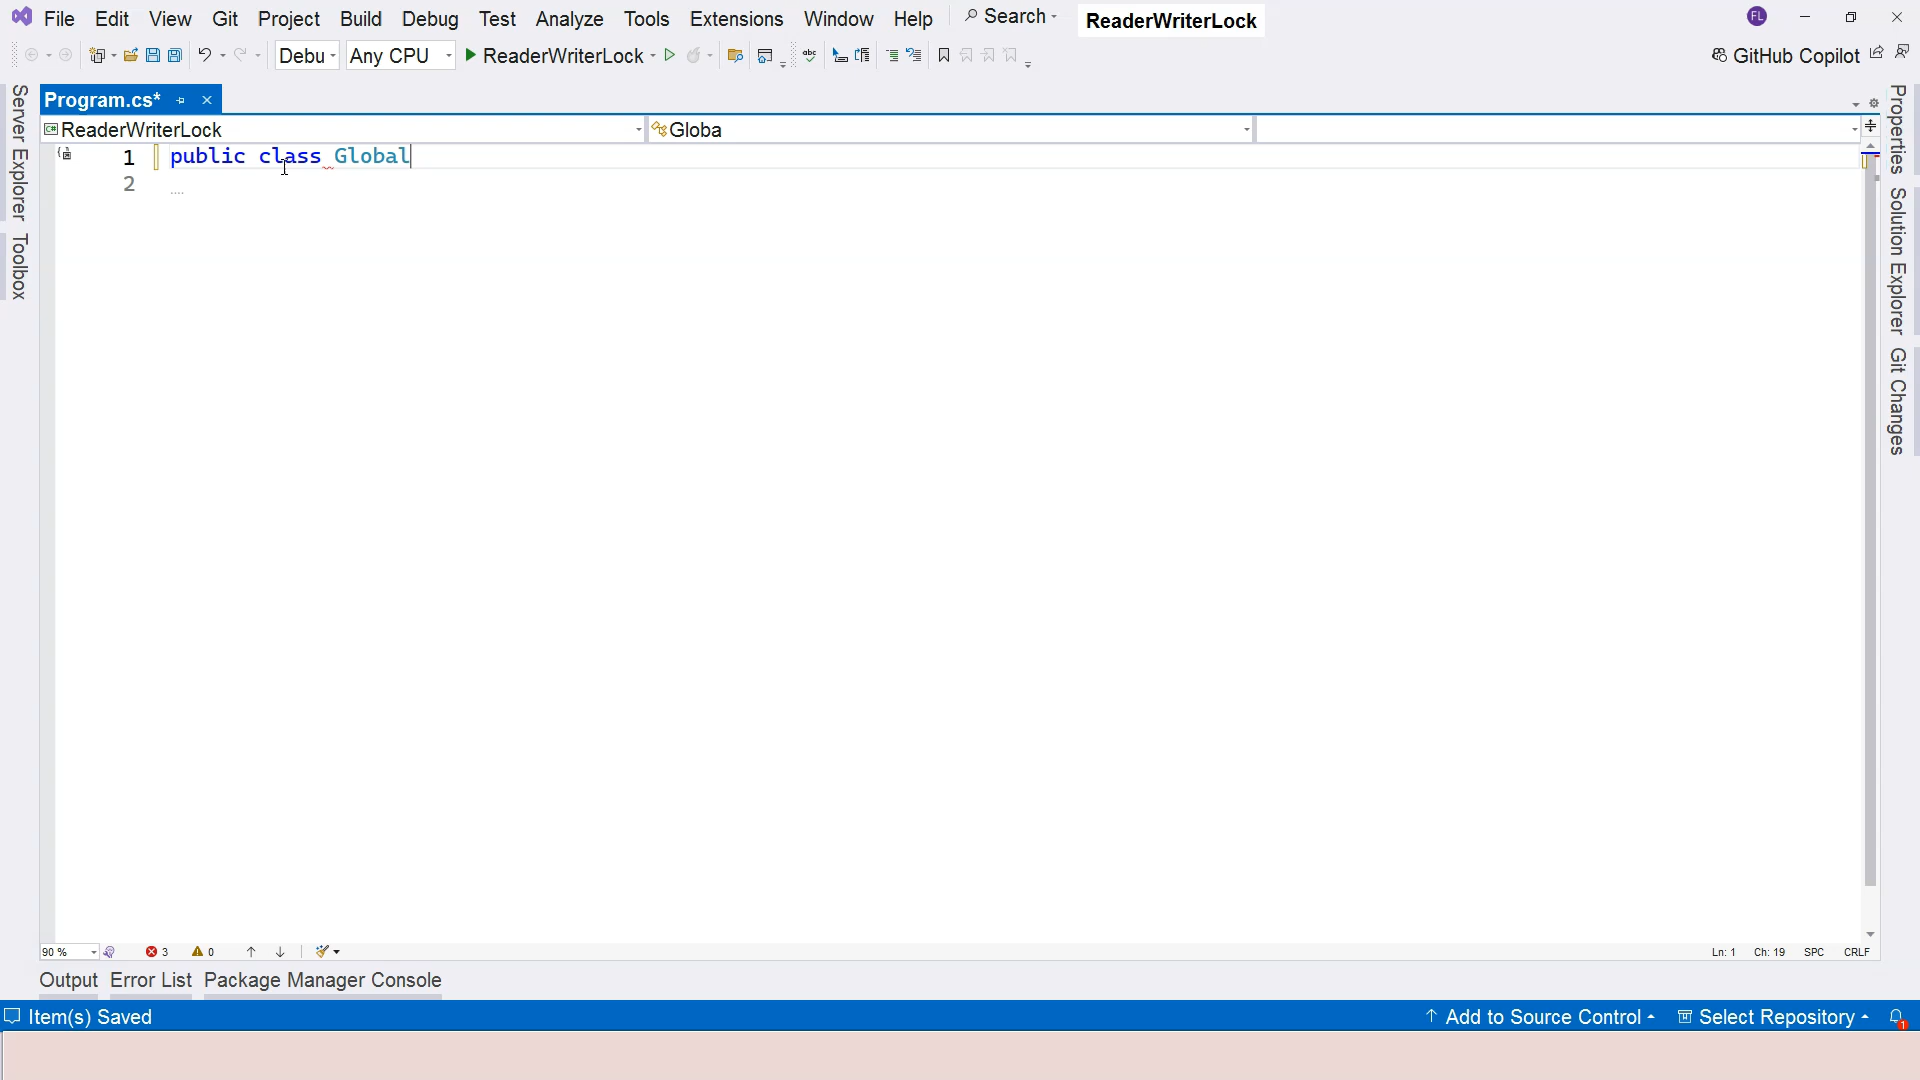 File Edit View Git Project Build Debug Test Analyze Tools Extensions Window Help Search ReaderWriterLock FL
Debu Any CPU ReaderWriterLock abc GitHub Copilot
Program.cs*
ReaderWriterLock Globa
1 public class Global
2
Server Explorer
Toolbox
Properties
Solution Explorer
Git Changes
90 % 3 0 Ln: 1 Ch: 19 SPC CRLF
Output Error List Package Manager Console
Item(s) Saved Add to Source Control Select Repository 1